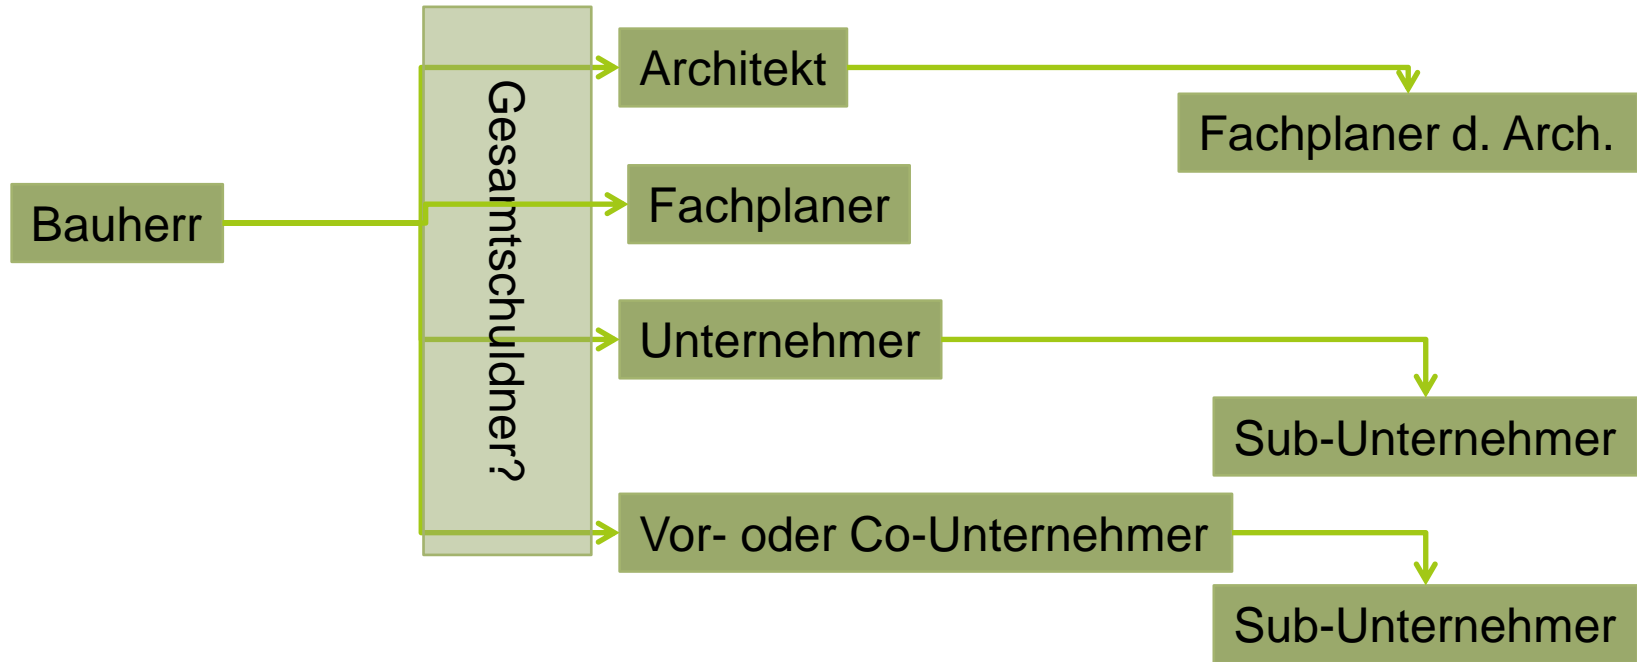 Bauherr
Gesamtschuldner?
Architekt
Fachplaner d. Arch.
Fachplaner
Unternehmer
Sub-Unternehmer
Vor- oder Co-Unternehmer
Sub-Unternehmer